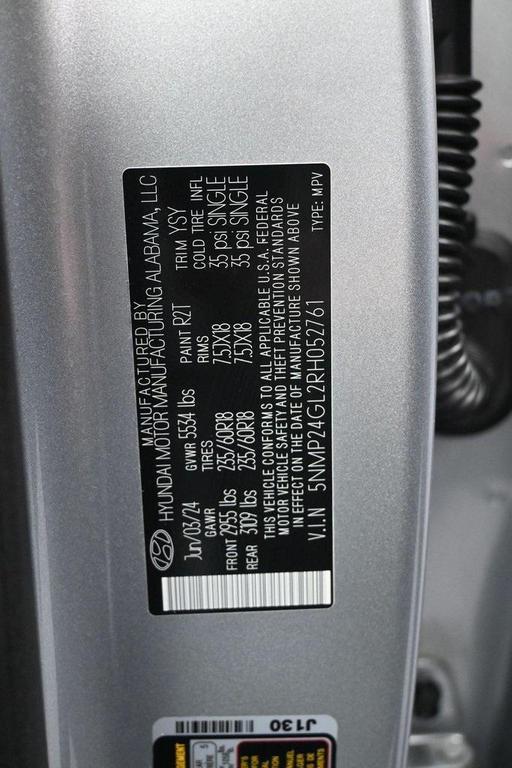 MANUFACTURED BY
HYUNDAI MOTOR MANUFACTURING ALABAMA, LLC
Jun/03/24 GVWR 5534 lbs PAINT R2T TRIM YSY
GAWR TIRES RIMS COLD TIRE INFL
FRONT 2955 lbs 235/60R18 7.5JX18 35 psi SINGLE
REAR 3109 lbs 235/60R18 7.5JX18 35 psi SINGLE
THIS VEHICLE CONFORMS TO ALL APPLICABLE U.S.A. FEDERAL
MOTOR VEHICLE SAFETY AND THEFT PREVENTION STANDARDS
IN EFFECT ON THE DATE OF MANUFACTURE SHOWN ABOVE
V.I.N 5NMP24GL2RH052761 TYPE: MPV
J130